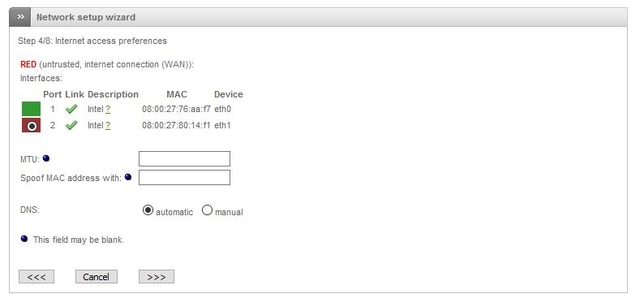 >> Network setup wizard
Step 4/8: Internet access preferences
RED (untrusted, internet connection (WAN)):
Interfaces:
Port Link Description MAC Device
1 Intel ? 08:00:27:76:aa:f7 eth0
2 Intel ? 08:00:27:80:14:f1 eth1
MTU:
Spoof MAC address with:
DNS: automatic manual
This field may be blank.
<<< Cancel >>>